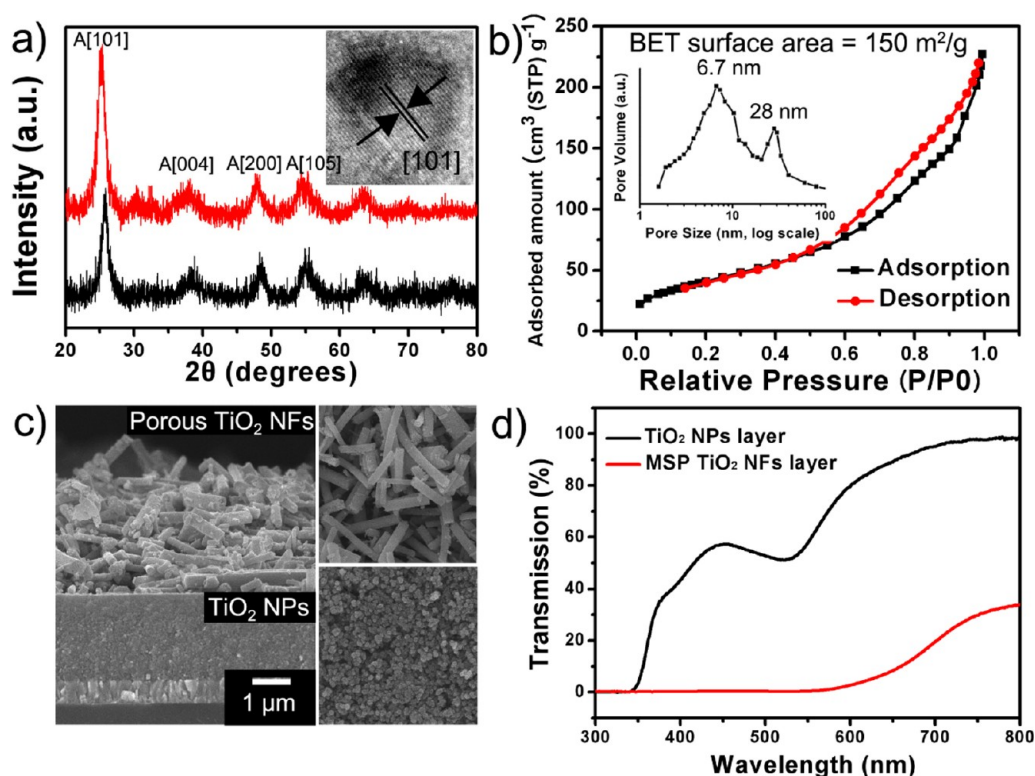 a)
A[101]
A[004]
A[200]
A[105]
[101]
Intensity (a.u.)
20
30
40
50
60
70
80
2θ (degrees)
b)
BET surface area = 150 m²/g
6.7 nm
28 nm
Pore Volume (a.u.)
1
10
100
Pore Size (nm, log scale)
Adsorption
Desorption
Adsorbed amount (cm³ (STP) g⁻¹)
250
200
150
100
50
0
0.0
0.2
0.4
0.6
0.8
1.0
Relative Pressure (P/P0)
c)
Porous TiO₂ NFs
TiO₂ NPs
1 µm
d)
TiO₂ NPs layer
MSP TiO₂ NFs layer
Transmission (%)
100
80
60
40
20
0
300
400
500
600
700
800
Wavelength (nm)